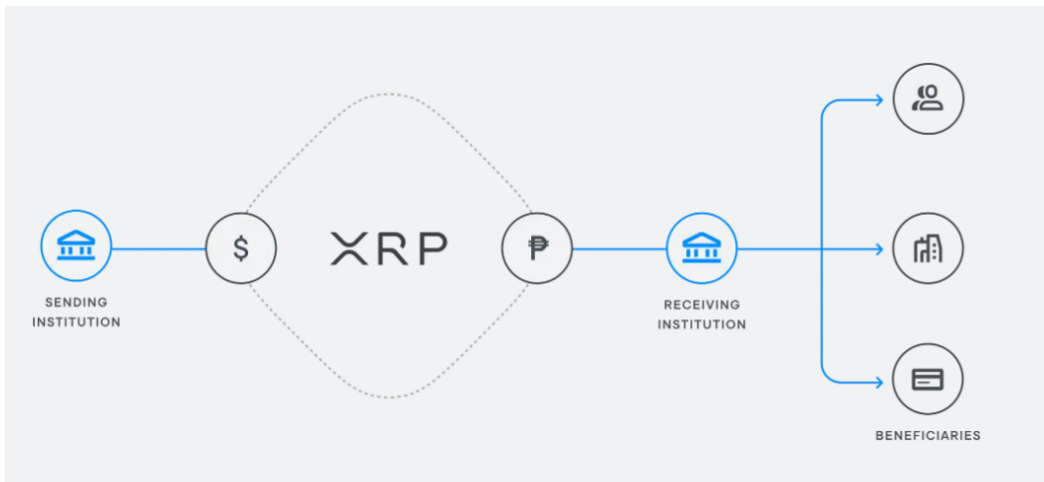 $
XRP
₱
SENDING
INSTITUTION
RECEIVING
INSTITUTION
BENEFICIARIES